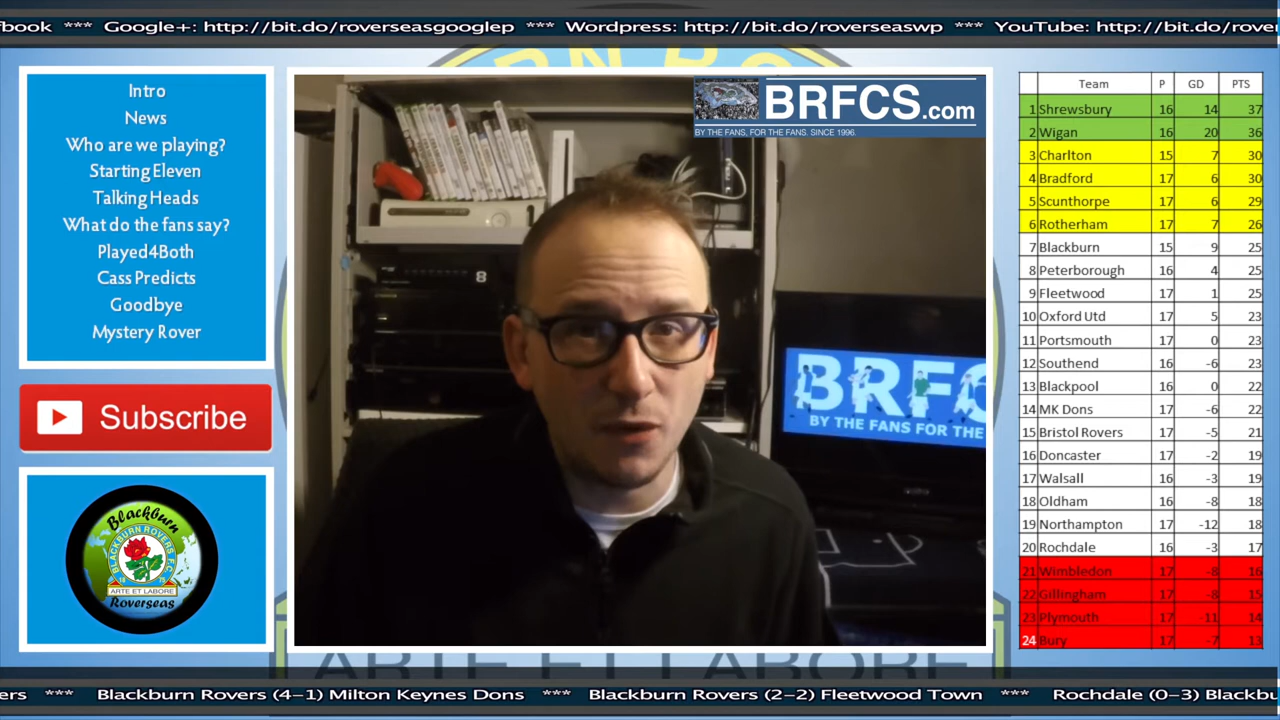 fbook *** Google+: http://bit.do/roverseasgooglep *** Wordpress: http://bit.do/roverseaswp *** YouTube: http://bit.do/rove
Intro
News
Who are we playing?
Starting Eleven
Talking Heads
What do the fans say?
Played4Both
Cass Predicts
Goodbye
Mystery Rover
Subscribe
Blackburn
BLACKBURN ROVERS F.C.
1875
ARTE ET LABORE
Roverseas
BRFCS.com
BY THE FANS, FOR THE FANS. SINCE 1996.
8
BRFC
BY THE FANS FOR THE
Team P GD PTS
1 Shrewsbury 16 14 37
2 Wigan 16 20 36
3 Charlton 15 7 30
4 Bradford 17 6 30
5 Scunthorpe 17 6 29
6 Rotherham 17 7 26
7 Blackburn 15 9 25
8 Peterborough 16 4 25
9 Fleetwood 17 1 25
10 Oxford Utd 17 5 23
11 Portsmouth 17 0 23
12 Southend 16 -6 23
13 Blackpool 16 0 22
14 MK Dons 17 -6 22
15 Bristol Rovers 17 -5 21
16 Doncaster 17 -2 19
17 Walsall 16 -3 19
18 Oldham 16 -8 18
19 Northampton 17 -12 18
20 Rochdale 16 -3 17
21 Wimbledon 17 -8 16
22 Gillingham 17 -8 15
23 Plymouth 17 11 14
24 Bury 17 -7 13
ARTE ET LABORE
ers *** Blackburn Rovers (4-1) Milton Keynes Dons *** Blackburn Rovers (2-2) Fleetwood Town *** Rochdale (0-3) Blackbu